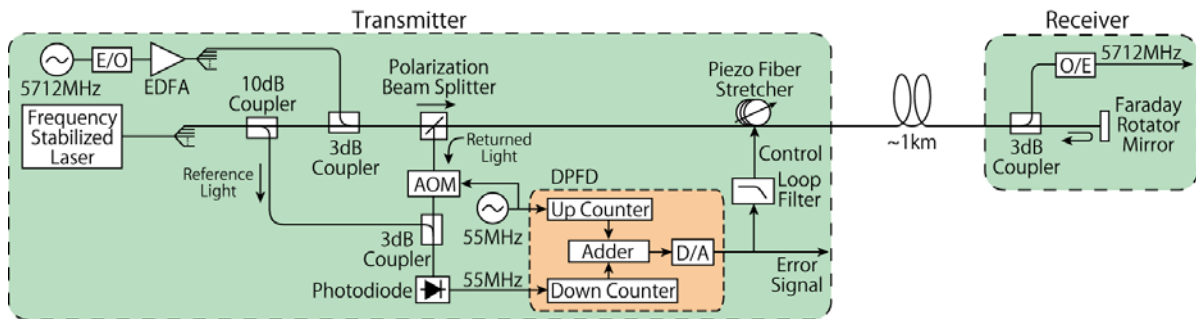 Transmitter
Receiver
5712MHz
E/O
EDFA
10dB
Coupler
Polarization
Beam Splitter
Piezo Fiber
Stretcher
O/E
5712MHz
Frequency
Stabilized
Laser
3dB
Coupler
Returned
Light
~1km
3dB
Coupler
Faraday
Rotator
Mirror
Reference
Light
AOM
Control
Loop
Filter
DPFD
55MHz
Up Counter
Adder
D/A
Down Counter
3dB
Coupler
Photodiode
55MHz
Error
Signal